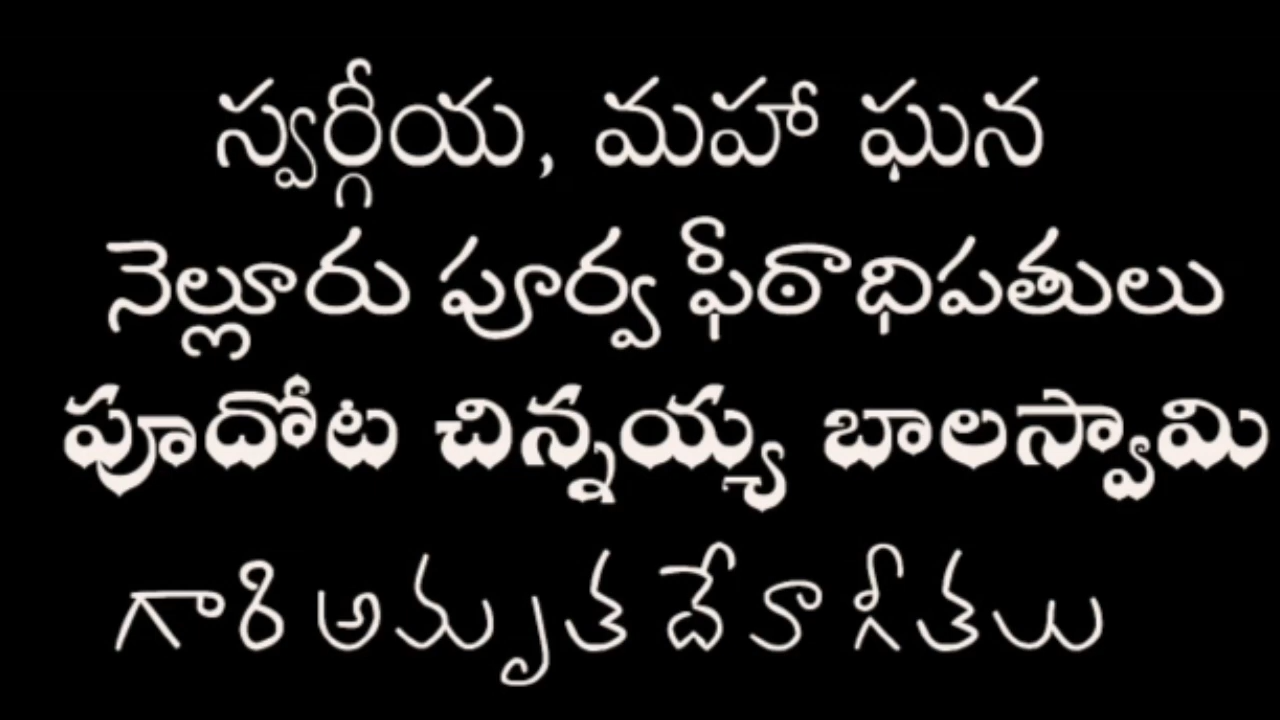 స్వర్గీయ, మహా ఘన
నెల్లూరు పూర్వ ఫీఠాధిపతులు
పూదోట చిన్నయ్య బాలస్వామి
గారి అమృత దేవా గీతలు